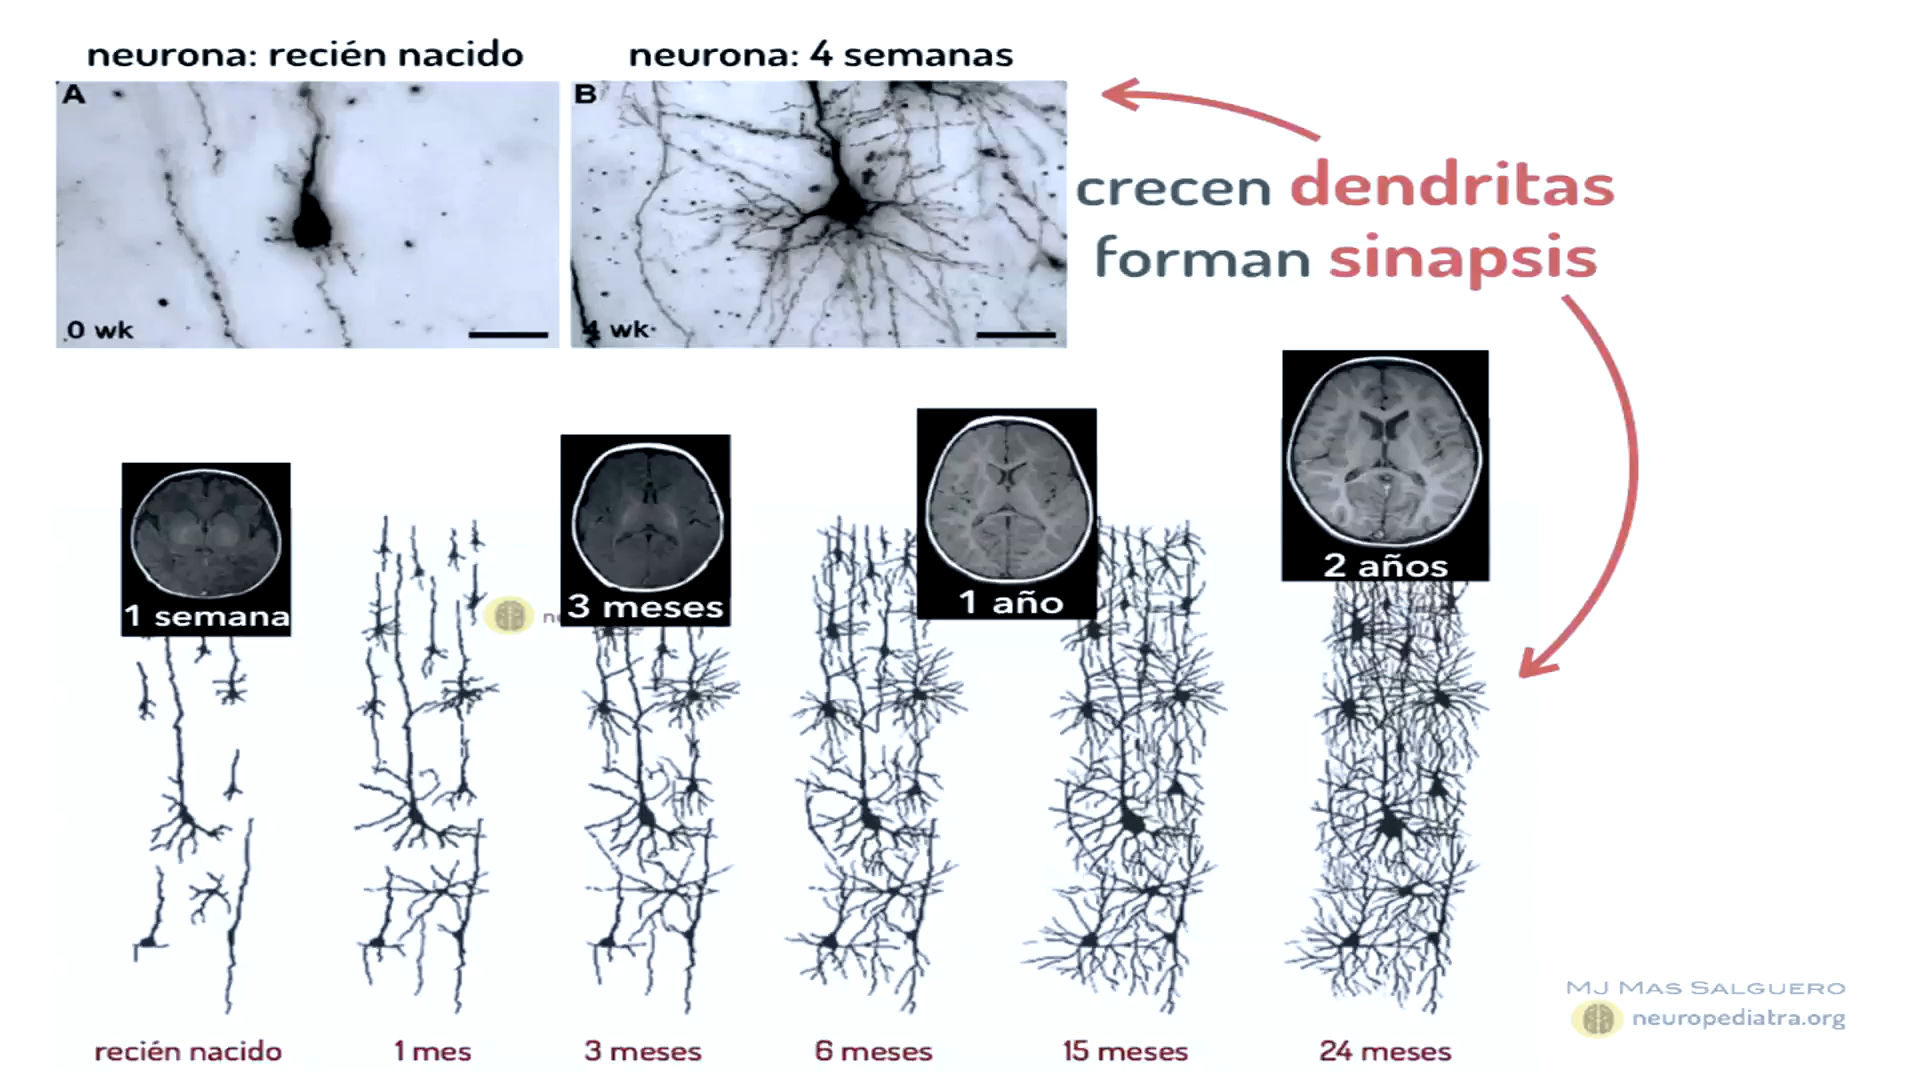 neurona: recién nacido
neurona: 4 semanas
A
B
0 wk
4 wk
crecen dendritas
forman sinapsis
1 semana
3 meses
1 año
2 años
recién nacido
1 mes
3 meses
6 meses
15 meses
24 meses
MJ MAS SALGUERO
neuropediatra.org